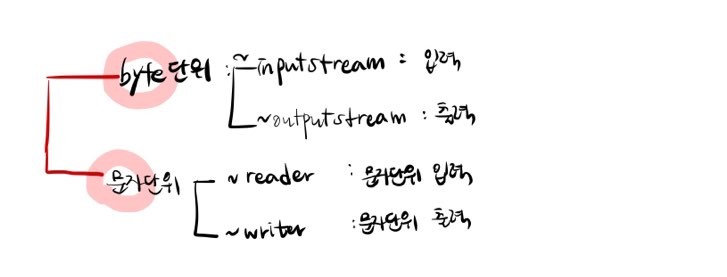 byte단위 : ~inputstream : 입력
~outputstream : 출력
문자단위 ~reader : 문자단위 입력
~writer : 문자단위 출력